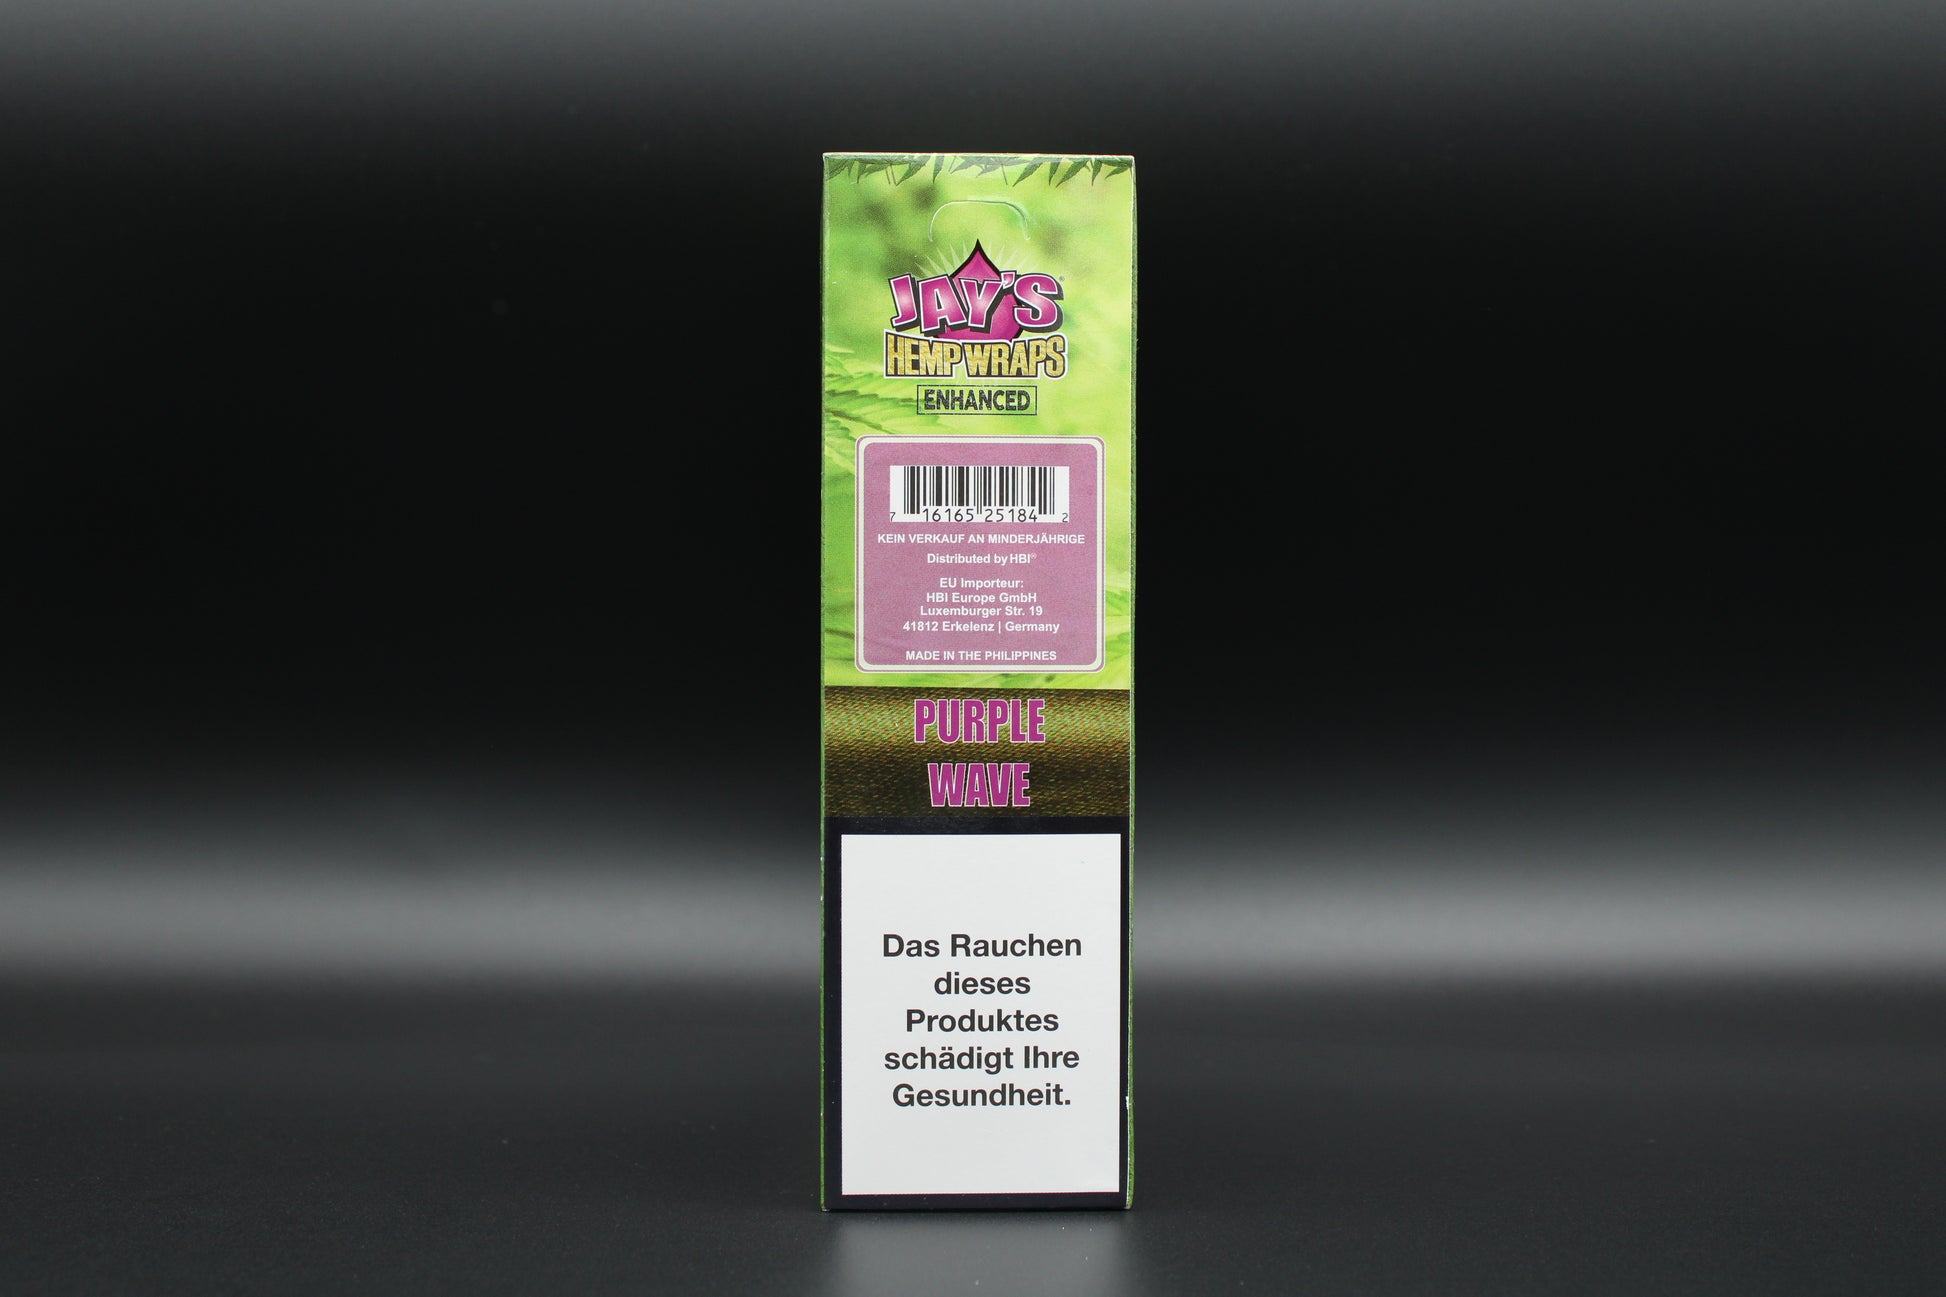 JAY'S®
HEMP WRAPS
ENHANCED
7 16165 25184 2
KEIN VERKAUF AN MINDERJÄHRIGE
Distributed by HBI®
EU Importeur:
HBI Europe GmbH
Luxemburger Str. 19
41812 Erkelenz | Germany
MADE IN THE PHILIPPINES
PURPLE
WAVE
Das Rauchen
dieses
Produktes
schädigt Ihre
Gesundheit.